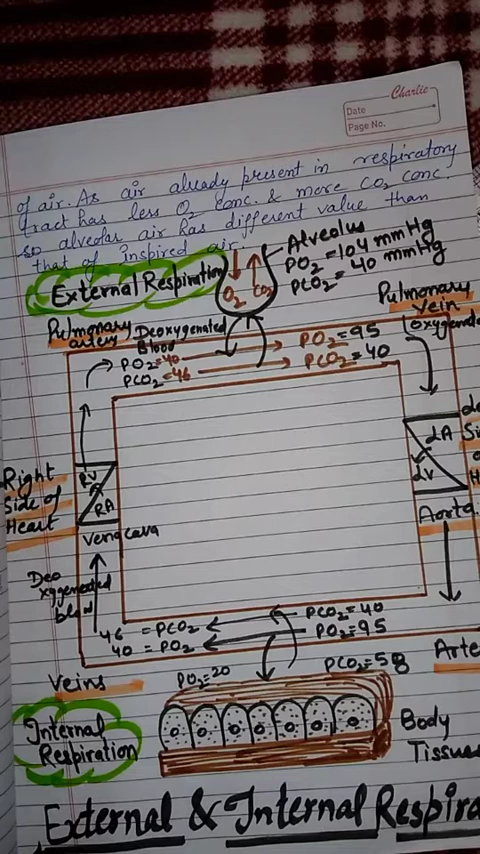 Charlie
Date
Page No.
of air. As air already present in respiratory
tract has less O2 conc. & more CO2 conc.
so alveolar air has different value than
that of inspired air.
External Respiration
O2 CO2
Alveolus
PO2=104 mmHg
PCO2=40 mmHg
Pulmonary artery
Deoxygenated Blood
Pulmonary vein
PO2=40
PCO2=46
PO2=95
PCO2=40
Right Side of Heart
RV
RA
LA
LV
Vena cava
Aorta
46 = PCO2
40 = PO2
PCO2=40
PO2=95
Veins
PO2=20
PCO2=58
Internal Respiration
Body
External & Internal